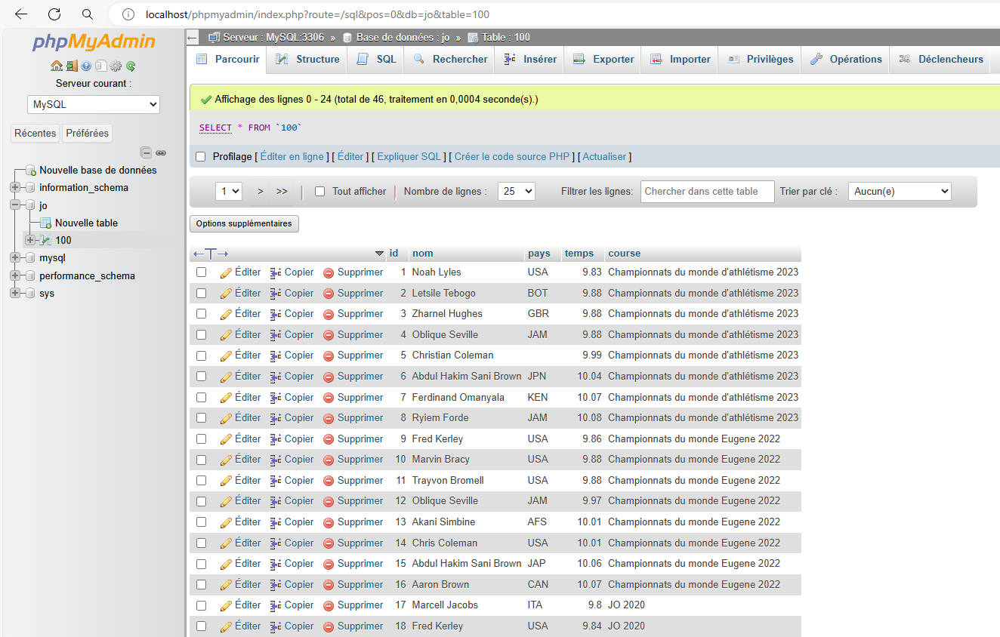 localhost/phpmyadmin/index.php?route=/sql&pos=0&db=jo&table=100
phpMyAdmin
Serveur courant :
MySQL
Récentes Préférées
Nouvelle base de données
information_schema
jo
Nouvelle table
100
mysql
performance_schema
sys
Serveur : MySQL:3306 » Base de données : jo » Table : 100
Parcourir Structure SQL Rechercher Insérer Exporter Importer Privilèges Opérations Déclencheurs
Affichage des lignes 0 - 24 (total de 46, traitement en 0,0004 seconde(s).)
SELECT * FROM `100`
Profilage [ Éditer en ligne ] [ Éditer ] [ Expliquer SQL ] [ Créer le code source PHP ] [ Actualiser ]
1 > >> | Tout afficher | Nombre de lignes : 25 Filtrer les lignes: Chercher dans cette table Trier par clé : Aucun(e)
Options supplémentaires
←T→ id nom pays temps course
Éditer Copier Supprimer 1 Noah Lyles USA 9.83 Championnats du monde d'athlétisme 2023
Éditer Copier Supprimer 2 Letsile Tebogo BOT 9.88 Championnats du monde d'athlétisme 2023
Éditer Copier Supprimer 3 Zharnel Hughes GBR 9.88 Championnats du monde d'athlétisme 2023
Éditer Copier Supprimer 4 Oblique Seville JAM 9.88 Championnats du monde d'athlétisme 2023
Éditer Copier Supprimer 5 Christian Coleman 9.99 Championnats du monde d'athlétisme 2023
Éditer Copier Supprimer 6 Abdul Hakim Sani Brown JPN 10.04 Championnats du monde d'athlétisme 2023
Éditer Copier Supprimer 7 Ferdinand Omanyala KEN 10.07 Championnats du monde d'athlétisme 2023
Éditer Copier Supprimer 8 Ryiem Forde JAM 10.08 Championnats du monde d'athlétisme 2023
Éditer Copier Supprimer 9 Fred Kerley USA 9.86 Championnats du monde Eugene 2022
Éditer Copier Supprimer 10 Marvin Bracy USA 9.88 Championnats du monde Eugene 2022
Éditer Copier Supprimer 11 Trayvon Bromell USA 9.88 Championnats du monde Eugene 2022
Éditer Copier Supprimer 12 Oblique Seville JAM 9.97 Championnats du monde Eugene 2022
Éditer Copier Supprimer 13 Akani Simbine AFS 10.01 Championnats du monde Eugene 2022
Éditer Copier Supprimer 14 Chris Coleman USA 10.01 Championnats du monde Eugene 2022
Éditer Copier Supprimer 15 Abdul Hakim Sani Brown JAP 10.06 Championnats du monde Eugene 2022
Éditer Copier Supprimer 16 Aaron Brown CAN 10.07 Championnats du monde Eugene 2022
Éditer Copier Supprimer 17 Marcell Jacobs ITA 9.8 JO 2020
Éditer Copier Supprimer 18 Fred Kerley USA 9.84 JO 2020